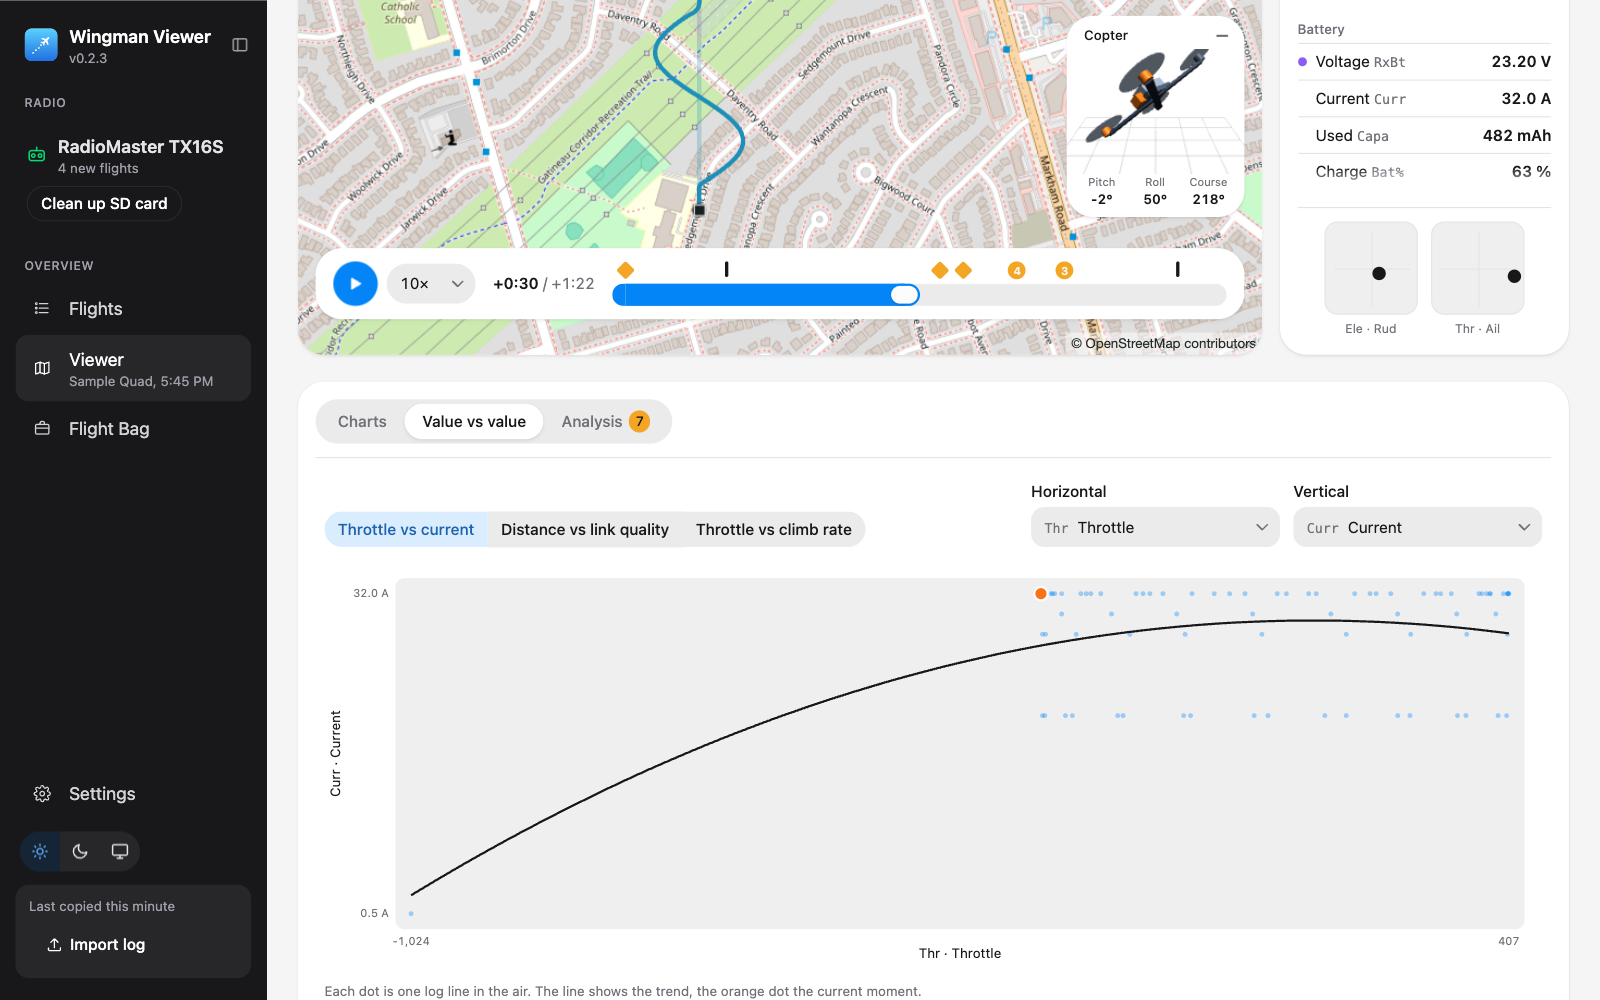 Wingman Viewer
v0.2.3
RADIO
RadioMaster TX16S
4 new flights
Clean up SD card
OVERVIEW
Flights
Viewer
Sample Quad, 5:45 PM
Flight Bag
Settings
Last copied this minute
Import log
Catholic
School
Daventry Road
Brimorton Drive
Northleigh Drive
Sedgemount Drive
Pandora Circle
Wantanopa Crescent
Daventry Road
Gatineau Corridor Recreation Trail
Woolwick Drive
Jarwick Drive
Bigwood Court
Markham Road
© OpenStreetMap contributors
Copter
Pitch
Roll
Course
-2°
50°
218°
10×
+0:30 / +1:22
4
3
Battery
Voltage RxBt 23.20 V
Current Curr 32.0 A
Used Capa 482 mAh
Charge Bat% 63 %
Ele · Rud
Thr · Ail
Charts
Value vs value
Analysis 7
Throttle vs current
Distance vs link quality
Throttle vs climb rate
Horizontal
Thr Throttle
Vertical
Curr Current
32.0 A
Curr · Current
0.5 A
-1,024
407
Thr · Throttle
Each dot is one log line in the air. The line shows the trend, the orange dot the current moment.